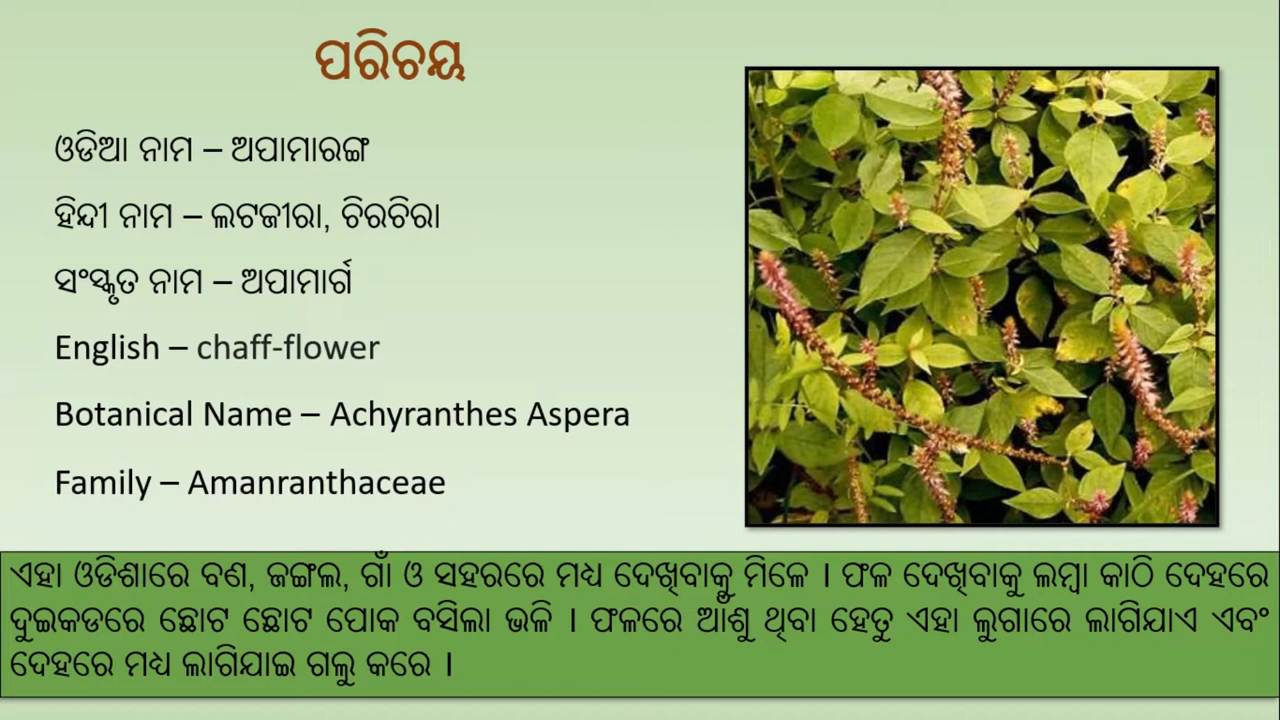 ପରିଚୟ
ଓଡିଆ ନାମ – ଅପାମାରଙ୍ଗ
ହିନ୍ଦୀ ନାମ – ଲଟଜୀରା, ଚିରଚିରା
ସଂସ୍କୃତ ନାମ – ଅପାମାର୍ଗ
English – chaff-flower
Botanical Name – Achyranthes Aspera
Family – Amanranthaceae
ଏହା ଓଡିଶାରେ ବଣ, ଜଙ୍ଗଲ, ଗାଁ ଓ ସହରରେ ମଧ୍ୟ ଦେଖିବାକୁ ମିଳେ । ଫଳ ଦେଖିବାକୁ ଲମ୍ବା କାଠି ଦେହରେ
ଦୁଇକଡରେ ଛୋଟ ଛୋଟ ପୋକ ବସିଲା ଭଳି । ଫଳରେ ଆଁଶୁ ଥିବା ହେତୁ ଏହା ଲୁଗାରେ ଲାଗିଯାଏ ଏବଂ
ଦେହରେ ମଧ୍ୟ ଲାଗିଯାଇ ଗଲୁ କରେ ।